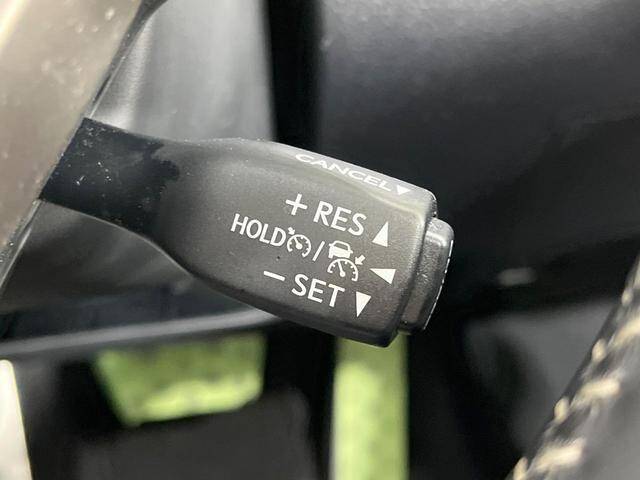 CANCEL▼
+ RES ▲
HOLD / ◀
− SET ▼